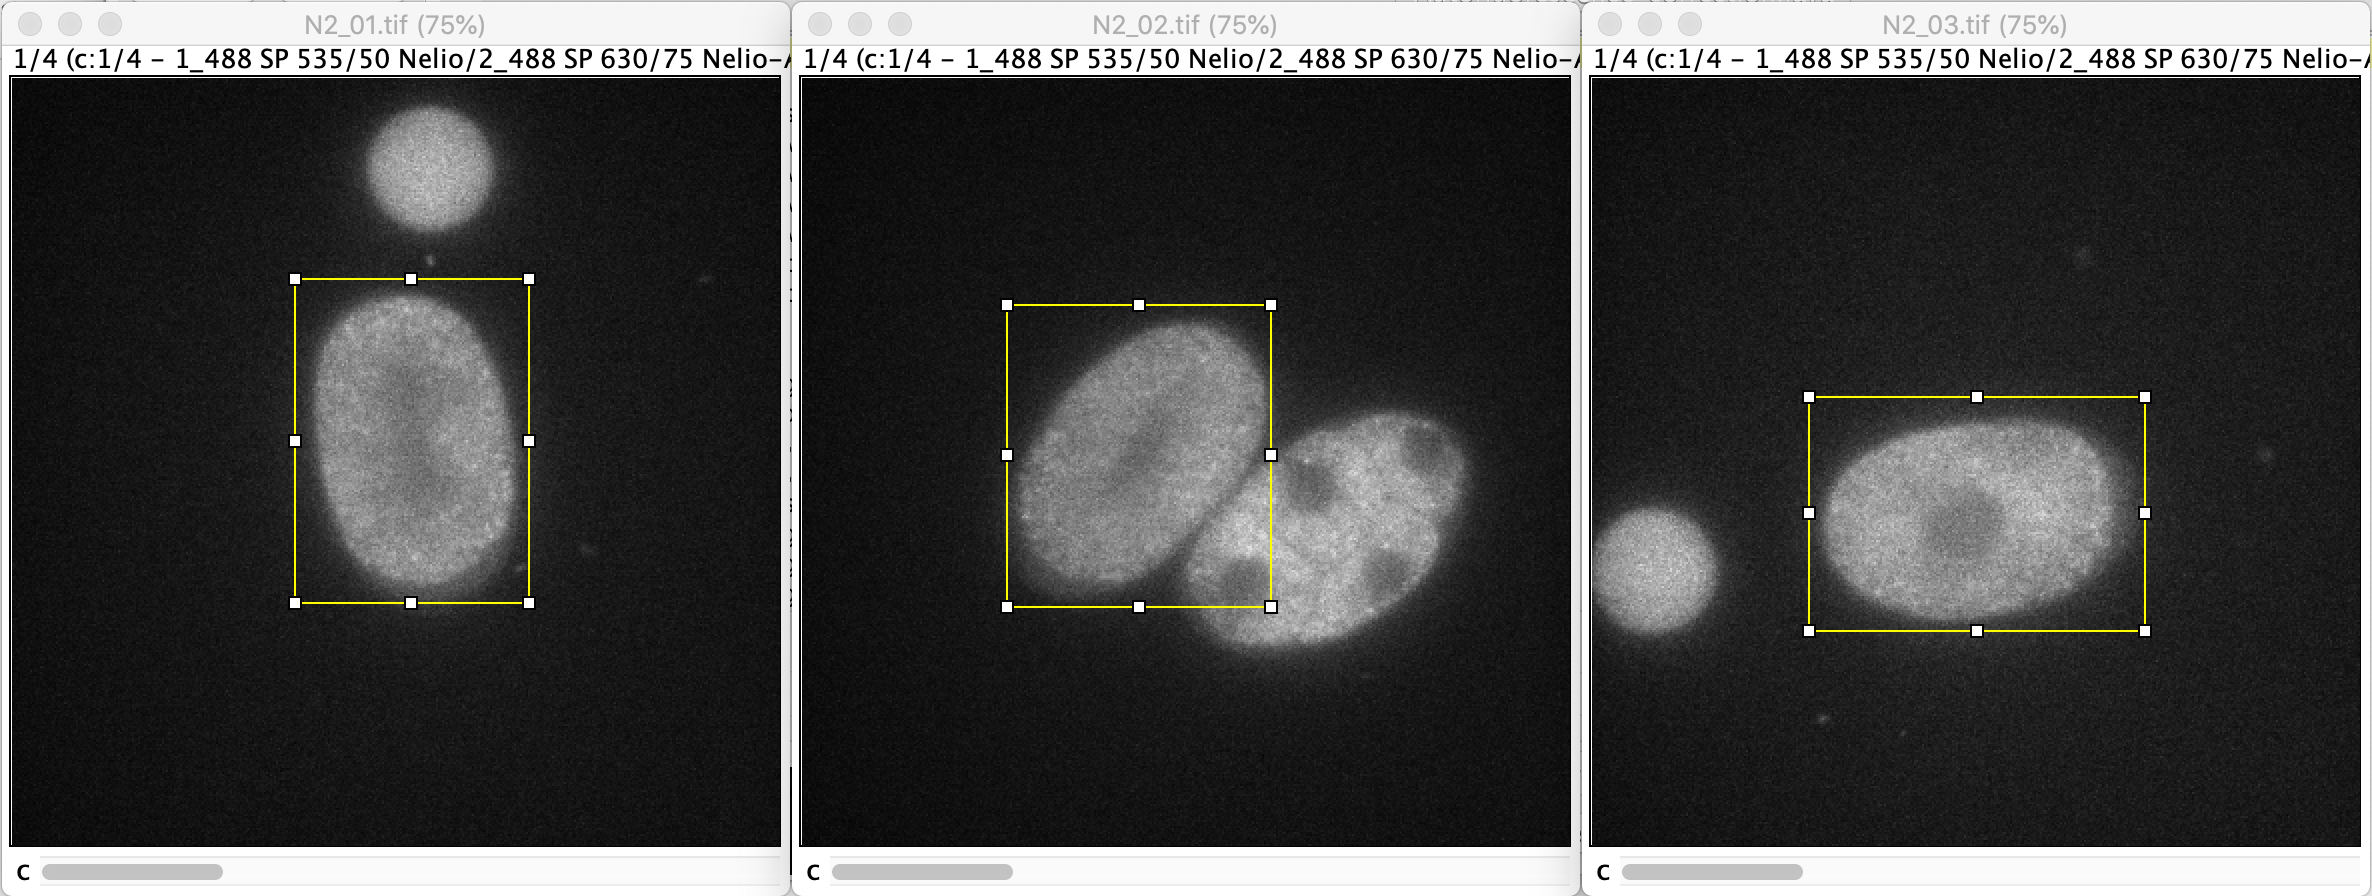 N2_01.tif (75%)
1/4 (c:1/4 - 1_488 SP 535/50 Nelio/2_488 SP 630/75 Nelio-A
C
N2_02.tif (75%)
1/4 (c:1/4 - 1_488 SP 535/50 Nelio/2_488 SP 630/75 Nelio-A
C
N2_03.tif (75%)
1/4 (c:1/4 - 1_488 SP 535/50 Nelio/2_488 SP 630/75 Nelio-A
C